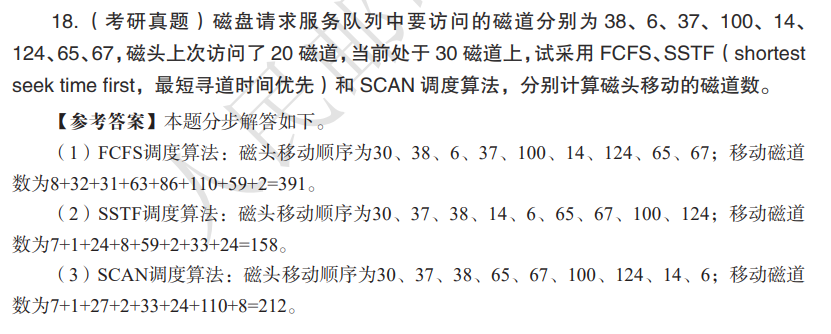 18.（考研真题）磁盘请求服务队列中要访问的磁道分别为 38、6、37、100、14、
124、65、67，磁头上次访问了 20 磁道，当前处于 30 磁道上，试采用 FCFS、SSTF（shortest
seek time first，最短寻道时间优先）和 SCAN 调度算法，分别计算磁头移动的磁道数。
【参考答案】本题分步解答如下。
（1）FCFS调度算法：磁头移动顺序为30、38、6、37、100、14、124、65、67；移动磁道
数为8+32+31+63+86+110+59+2=391。
（2）SSTF调度算法：磁头移动顺序为30、37、38、14、6、65、67、100、124；移动磁道
数为7+1+24+8+59+2+33+24=158。
（3）SCAN调度算法：磁头移动顺序为30、37、38、65、67、100、124、14、6；移动磁道
数为7+1+27+2+33+24+110+8=212。
人民邮